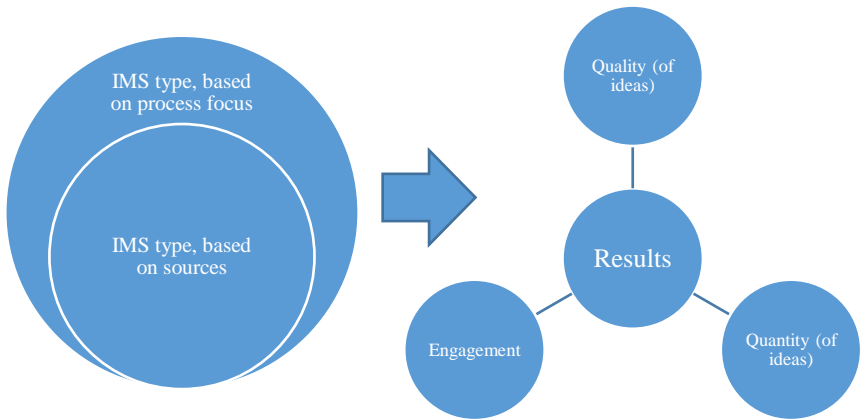 IMS type, based
on process focus
IMS type, based
on sources
Quality (of
ideas)
Results
Engagement
Quantity (of
ideas)